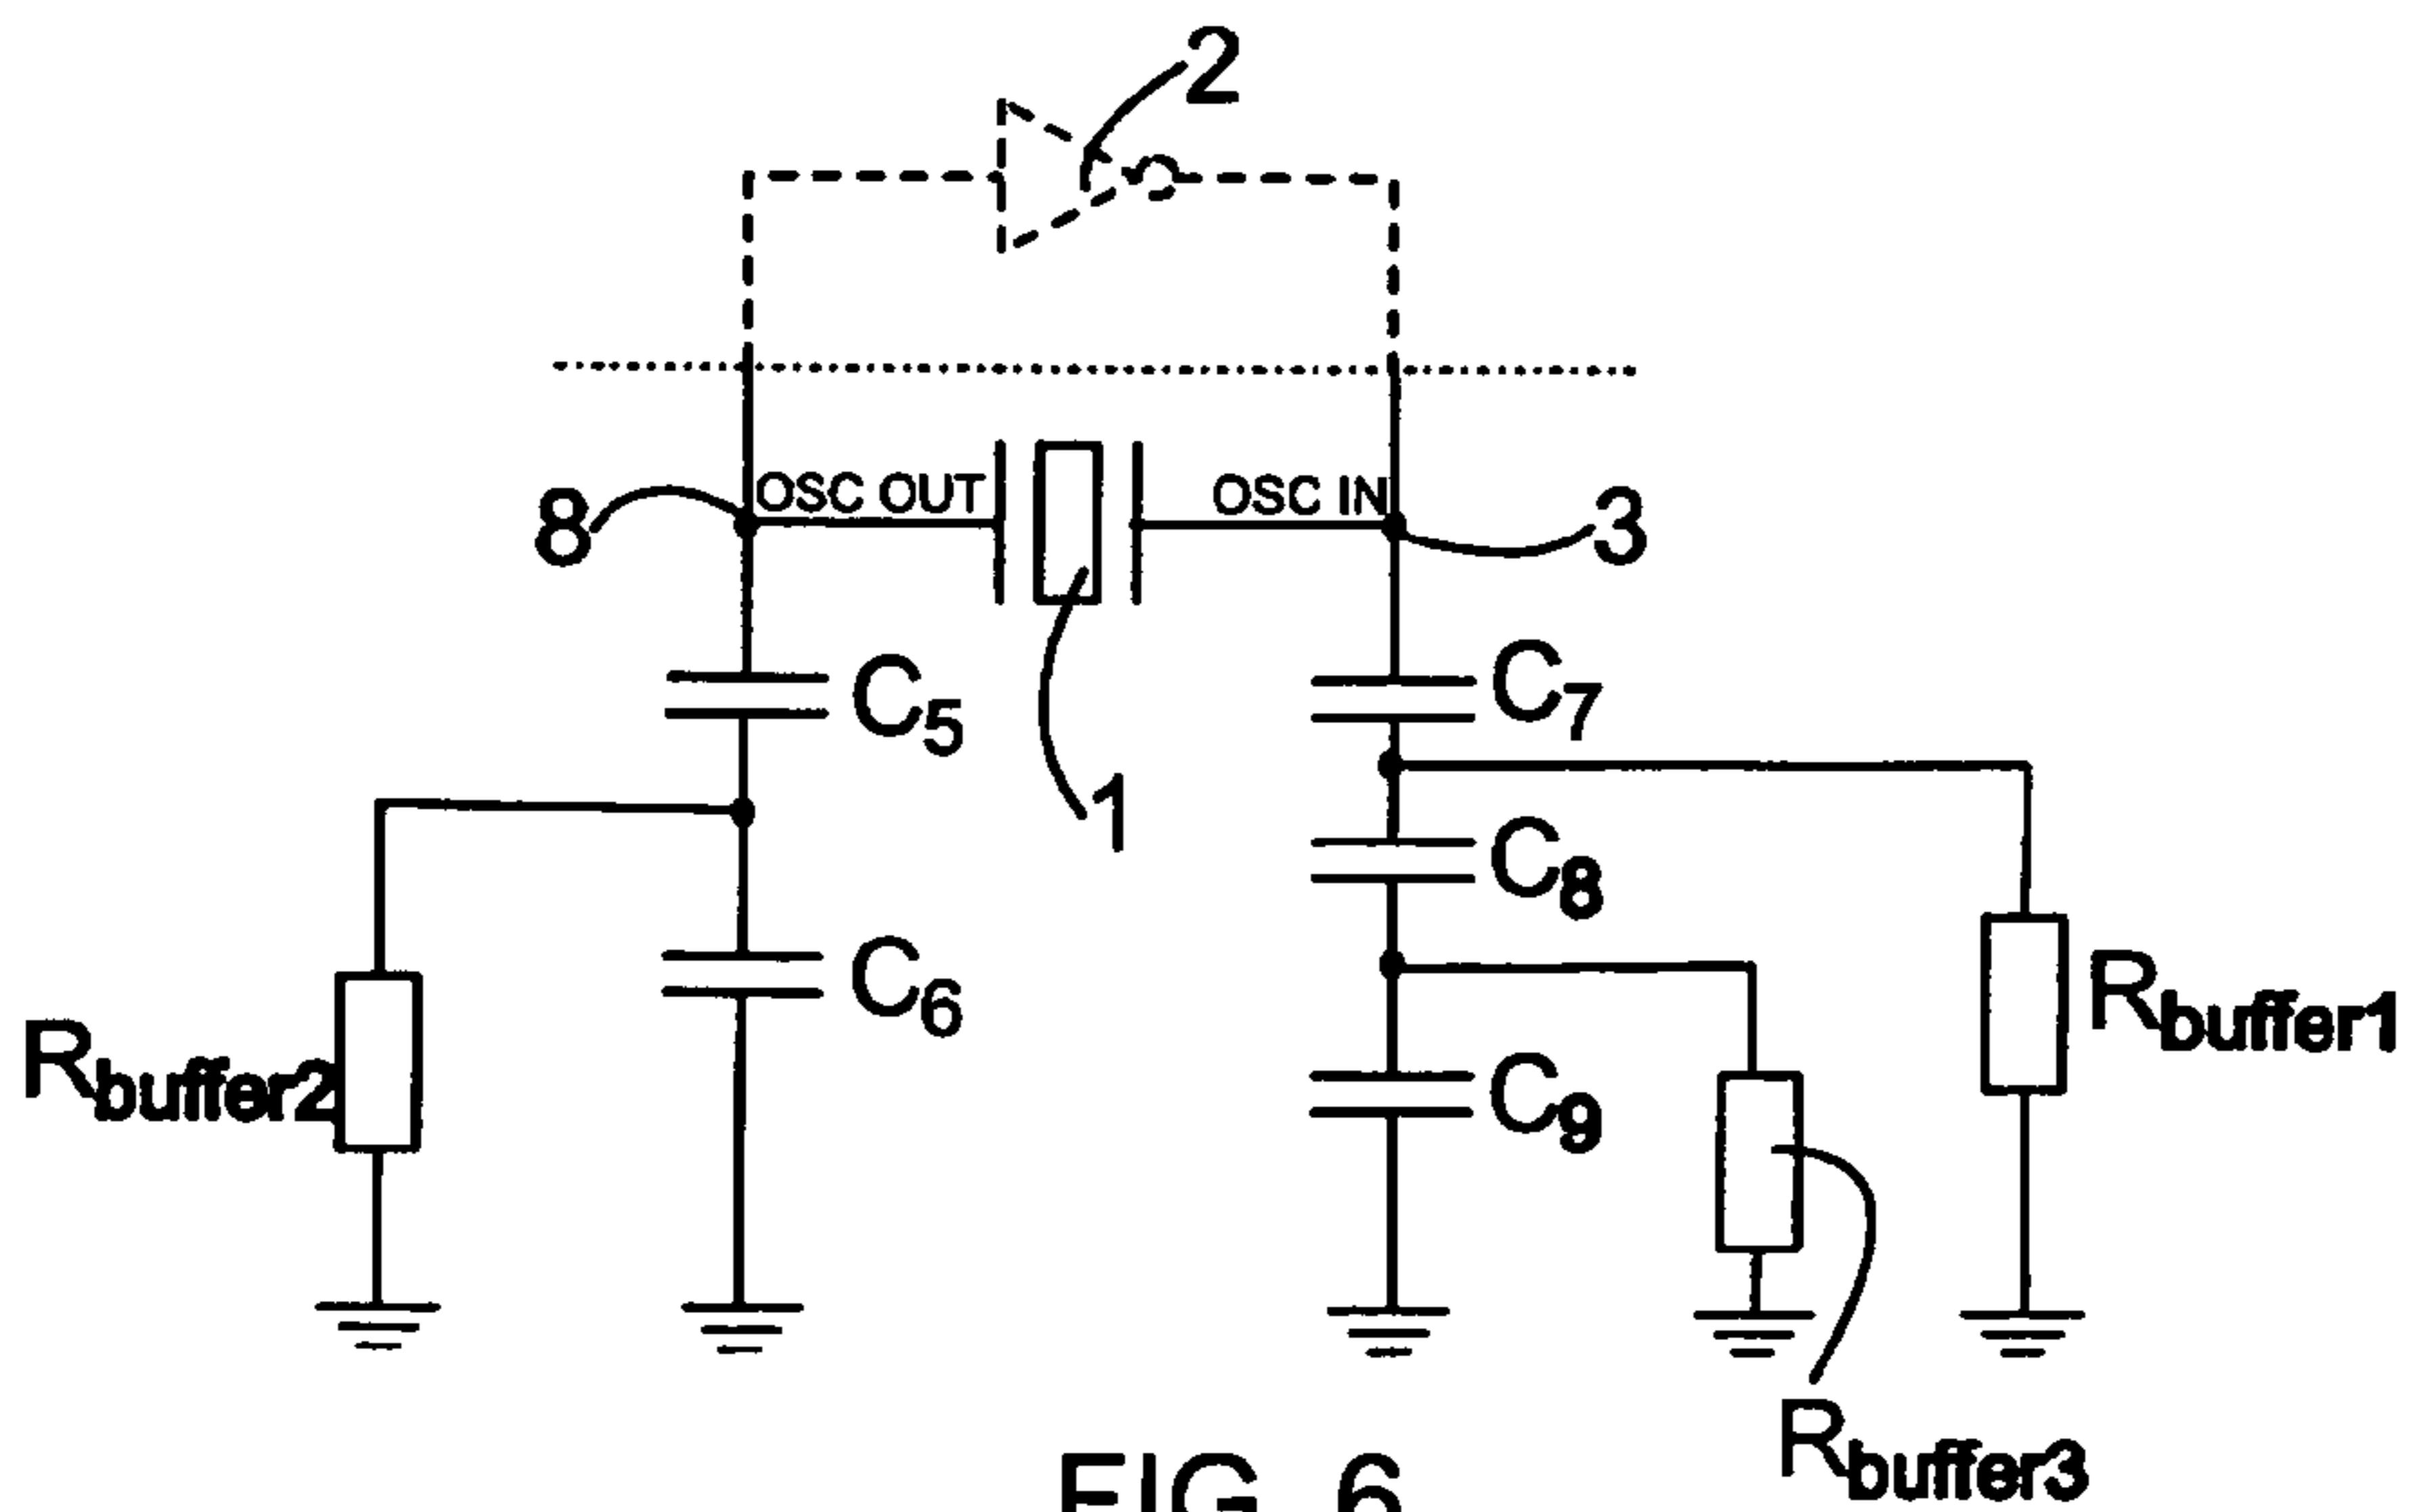 2
OSC OUT
OSC IN
8
3
C5
C7
1
C8
C6
Rbuffer2
Rbuffer1
C9
Rbuffer3
FIG. 6